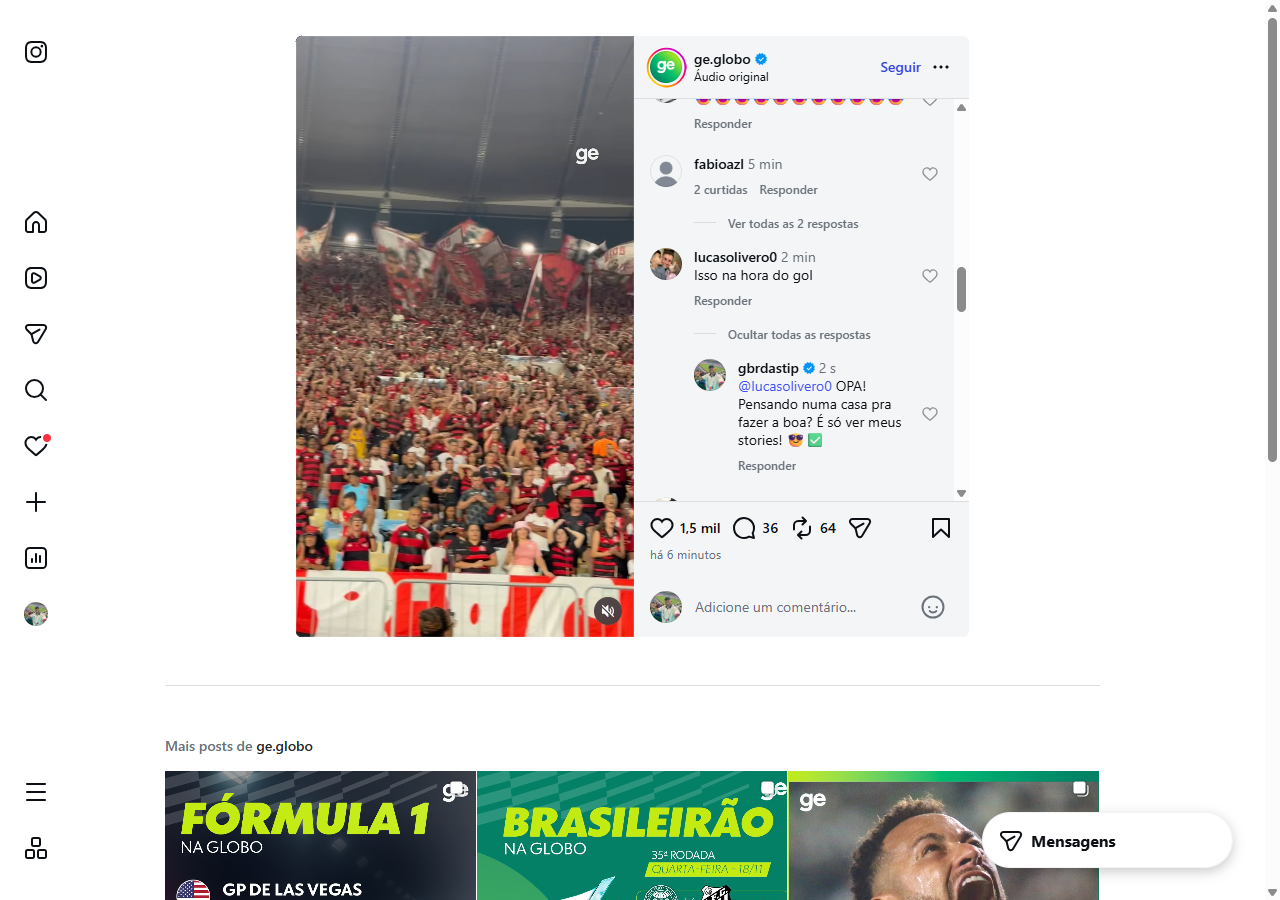 ge
ge
ge.globo
Áudio original
Seguir
Responder
fabioazl 5 min
2 curtidas Responder
Ver todas as 2 respostas
lucasolivero0 2 min
Isso na hora do gol
Responder
Ocultar todas as respostas
gbrdastip 2 s
@lucasolivero0 OPA!
Pensando numa casa pra
fazer a boa? É só ver meus
stories! 😎 ✅
Responder
1,5 mil 36 64
há 6 minutos
Adicione um comentário...
Mais posts de ge.globo
ge
FÓRMULA 1
NA GLOBO
GP DE LAS VEGAS
ge
BRASILEIRÃO
NA GLOBO
35ª RODADA
QUARTA-FEIRA - 18/11
ge
Mensagens